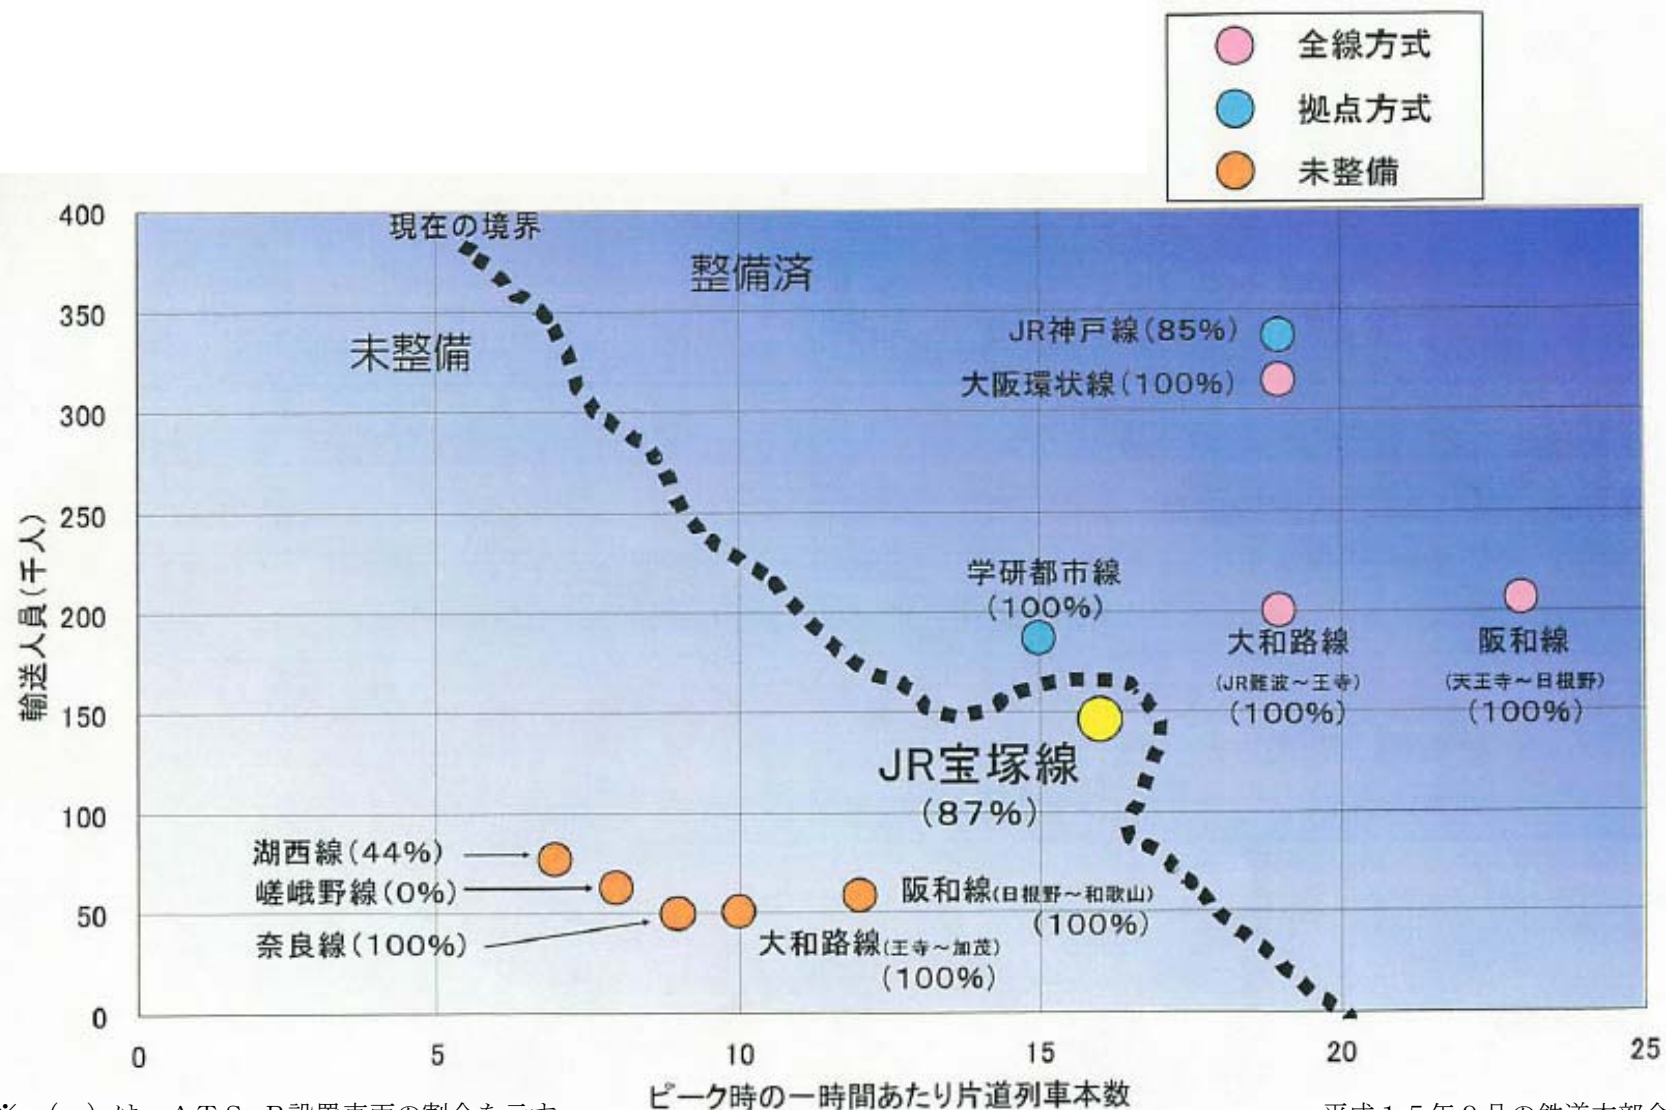 全線方式
拠点方式
未整備
400
350
300
250
200
150
100
50
0
輸送人員(千人)
現在の境界
整備済
未整備
JR神戸線(85%)
大阪環状線(100%)
学研都市線
(100%)
大和路線
(JR難波～王寺)
(100%)
阪和線
(天王寺～日根野)
(100%)
JR宝塚線
(87%)
湖西線(44%)
嵯峨野線(0%)
奈良線(100%)
阪和線(日根野～和歌山)
(100%)
大和路線(王寺～加茂)
(100%)
0
5
10
15
20
25
ピーク時の一時間あたり片道列車本数